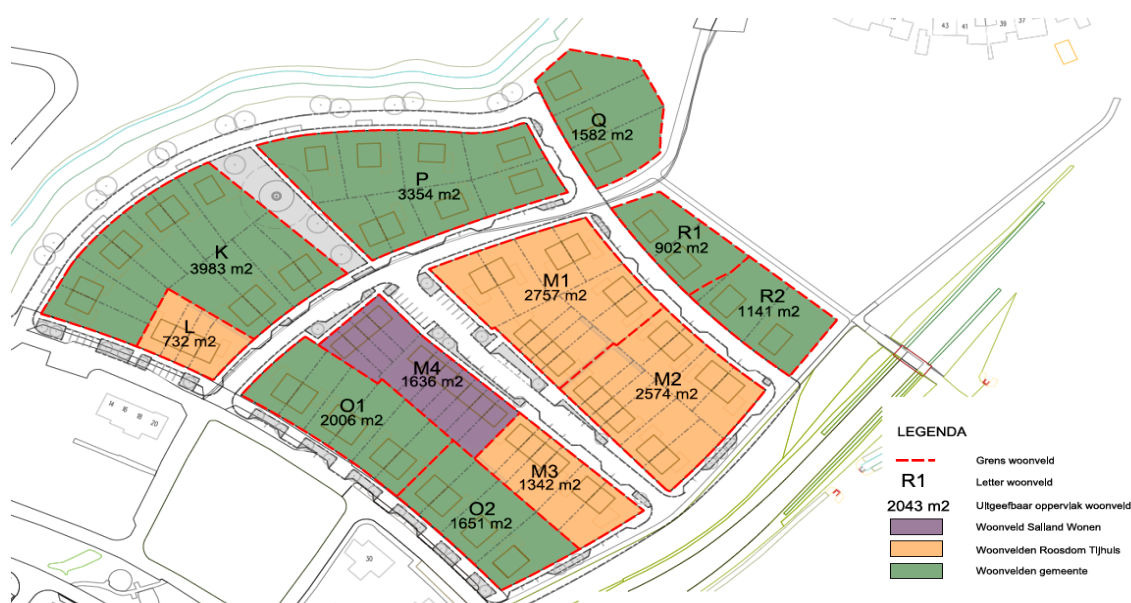 43 41 39 37
Q
1582 m2
P
3354 m2
R1
902 m2
K
3983 m2
M1
2757 m2
R2
1141 m2
L
732 m2
M4
1636 m2
M2
2574 m2
O1
2006 m2
14 16 18 20
M3
1342 m2
O2
1651 m2
30
LEGENDA
Grens woonveld
R1 Letter woonveld
2043 m2 Uitgeefbaar oppervlak woonveld
Woonveld Salland Wonen
Woonvelden Roosdom Tijhuis
Woonvelden gemeente